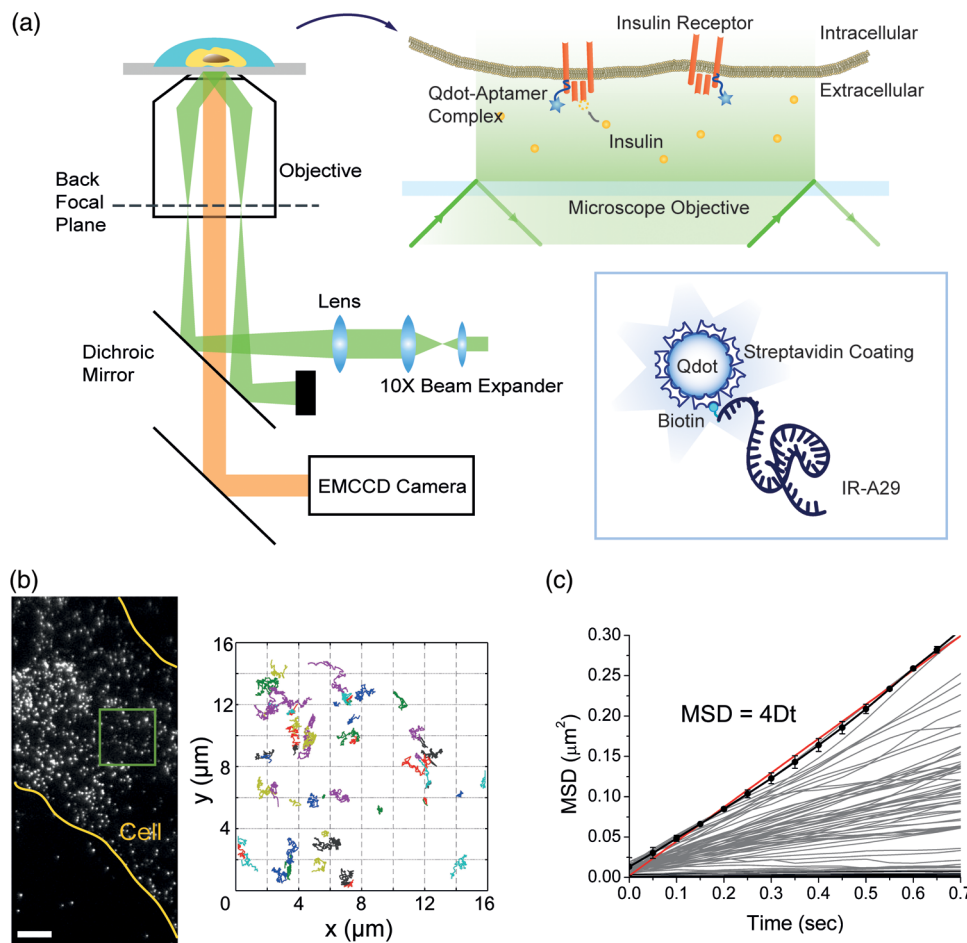 (a)
Insulin Receptor
Intracellular
Extracellular
Qdot-Aptamer
Complex
Insulin
Microscope Objective
Objective
Back
Focal
Plane
Lens
Dichroic
Mirror
10X Beam Expander
EMCCD Camera
Qdot
Streptavidin Coating
Biotin
IR-A29
(b)
Cell
16
12
8
4
y (μm)
0
4
8
12
16
x (μm)
(c)
0.30
0.25
0.20
0.15
0.10
0.05
0.00
MSD (μm²)
MSD = 4Dt
0.0
0.1
0.2
0.3
0.4
0.5
0.6
0.7
Time (sec)